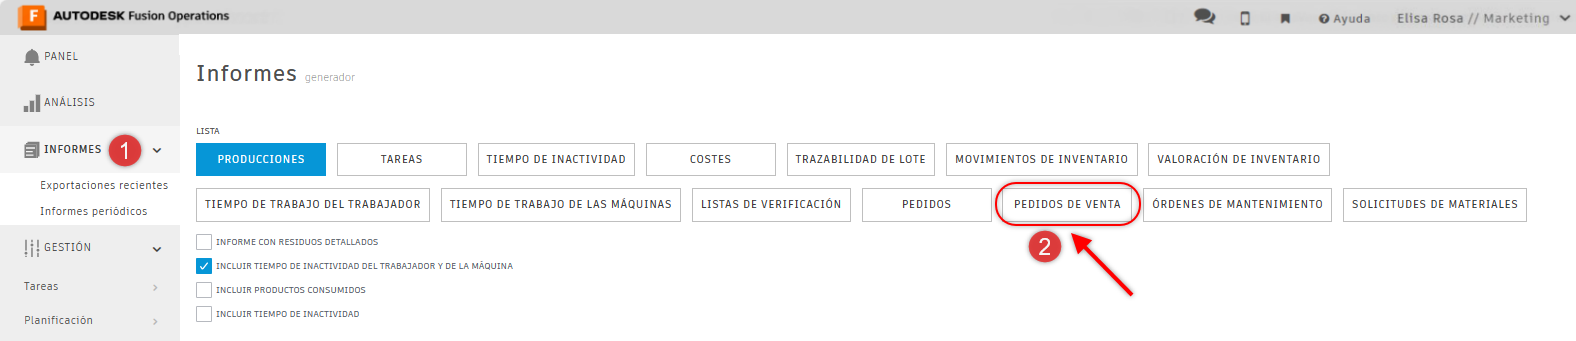 AUTODESK Fusion Operations
Ayuda
Elisa Rosa // Marketing
PANEL
ANÁLISIS
INFORMES 1
Exportaciones recientes
Informes periódicos
GESTIÓN
Tareas
Planificación
Informes generador
LISTA
PRODUCCIONES TAREAS TIEMPO DE INACTIVIDAD COSTES TRAZABILIDAD DE LOTE MOVIMIENTOS DE INVENTARIO VALORACIÓN DE INVENTARIO
TIEMPO DE TRABAJO DEL TRABAJADOR TIEMPO DE TRABAJO DE LAS MÁQUINAS LISTAS DE VERIFICACIÓN PEDIDOS PEDIDOS DE VENTA ÓRDENES DE MANTENIMIENTO SOLICITUDES DE MATERIALES
2
INFORME CON RESIDUOS DETALLADOS
INCLUIR TIEMPO DE INACTIVIDAD DEL TRABAJADOR Y DE LA MÁQUINA
INCLUIR PRODUCTOS CONSUMIDOS
INCLUIR TIEMPO DE INACTIVIDAD